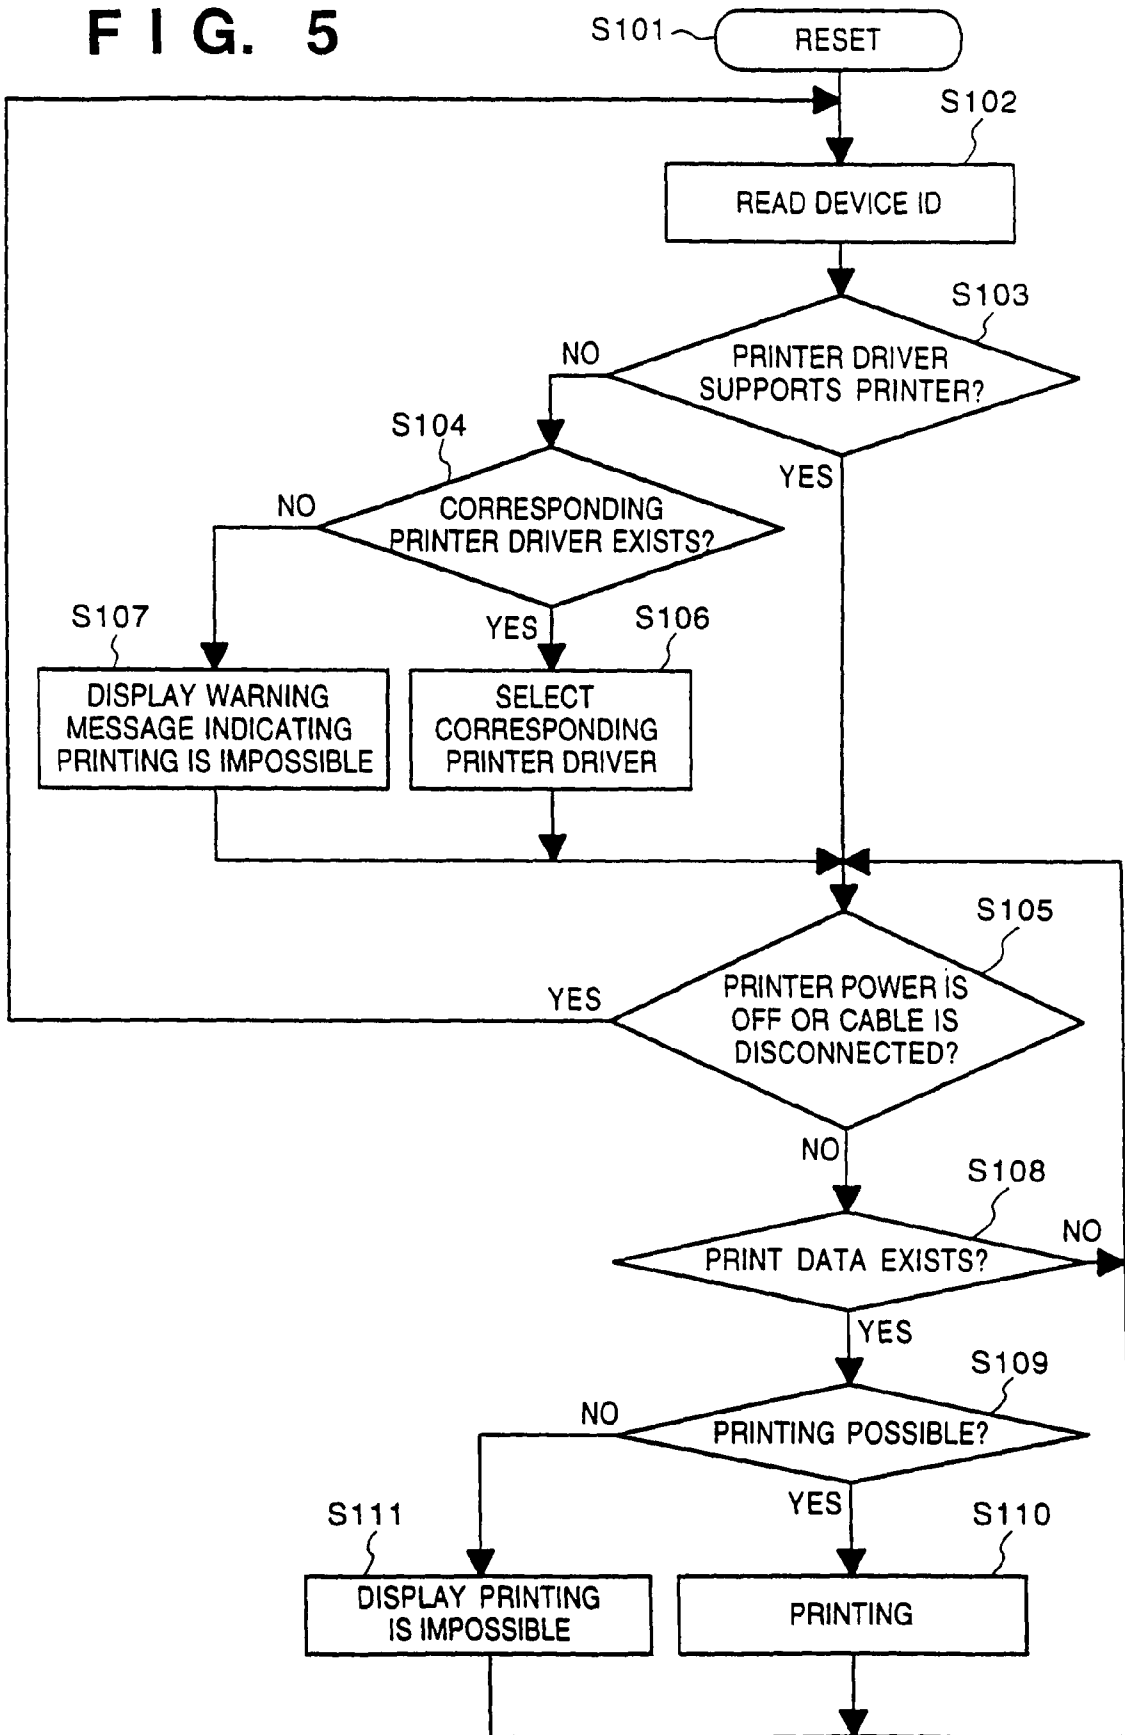 FIG. 5
S101
RESET
S102
READ DEVICE ID
S103
PRINTER DRIVER
SUPPORTS PRINTER?
NO
YES
S104
CORRESPONDING
PRINTER DRIVER EXISTS?
NO
YES
S107
DISPLAY WARNING
MESSAGE INDICATING
PRINTING IS IMPOSSIBLE
S106
SELECT
CORRESPONDING
PRINTER DRIVER
S105
PRINTER POWER IS
OFF OR CABLE IS
DISCONNECTED?
YES
NO
S108
PRINT DATA EXISTS?
NO
YES
S109
PRINTING POSSIBLE?
NO
YES
S111
DISPLAY PRINTING
IS IMPOSSIBLE
S110
PRINTING